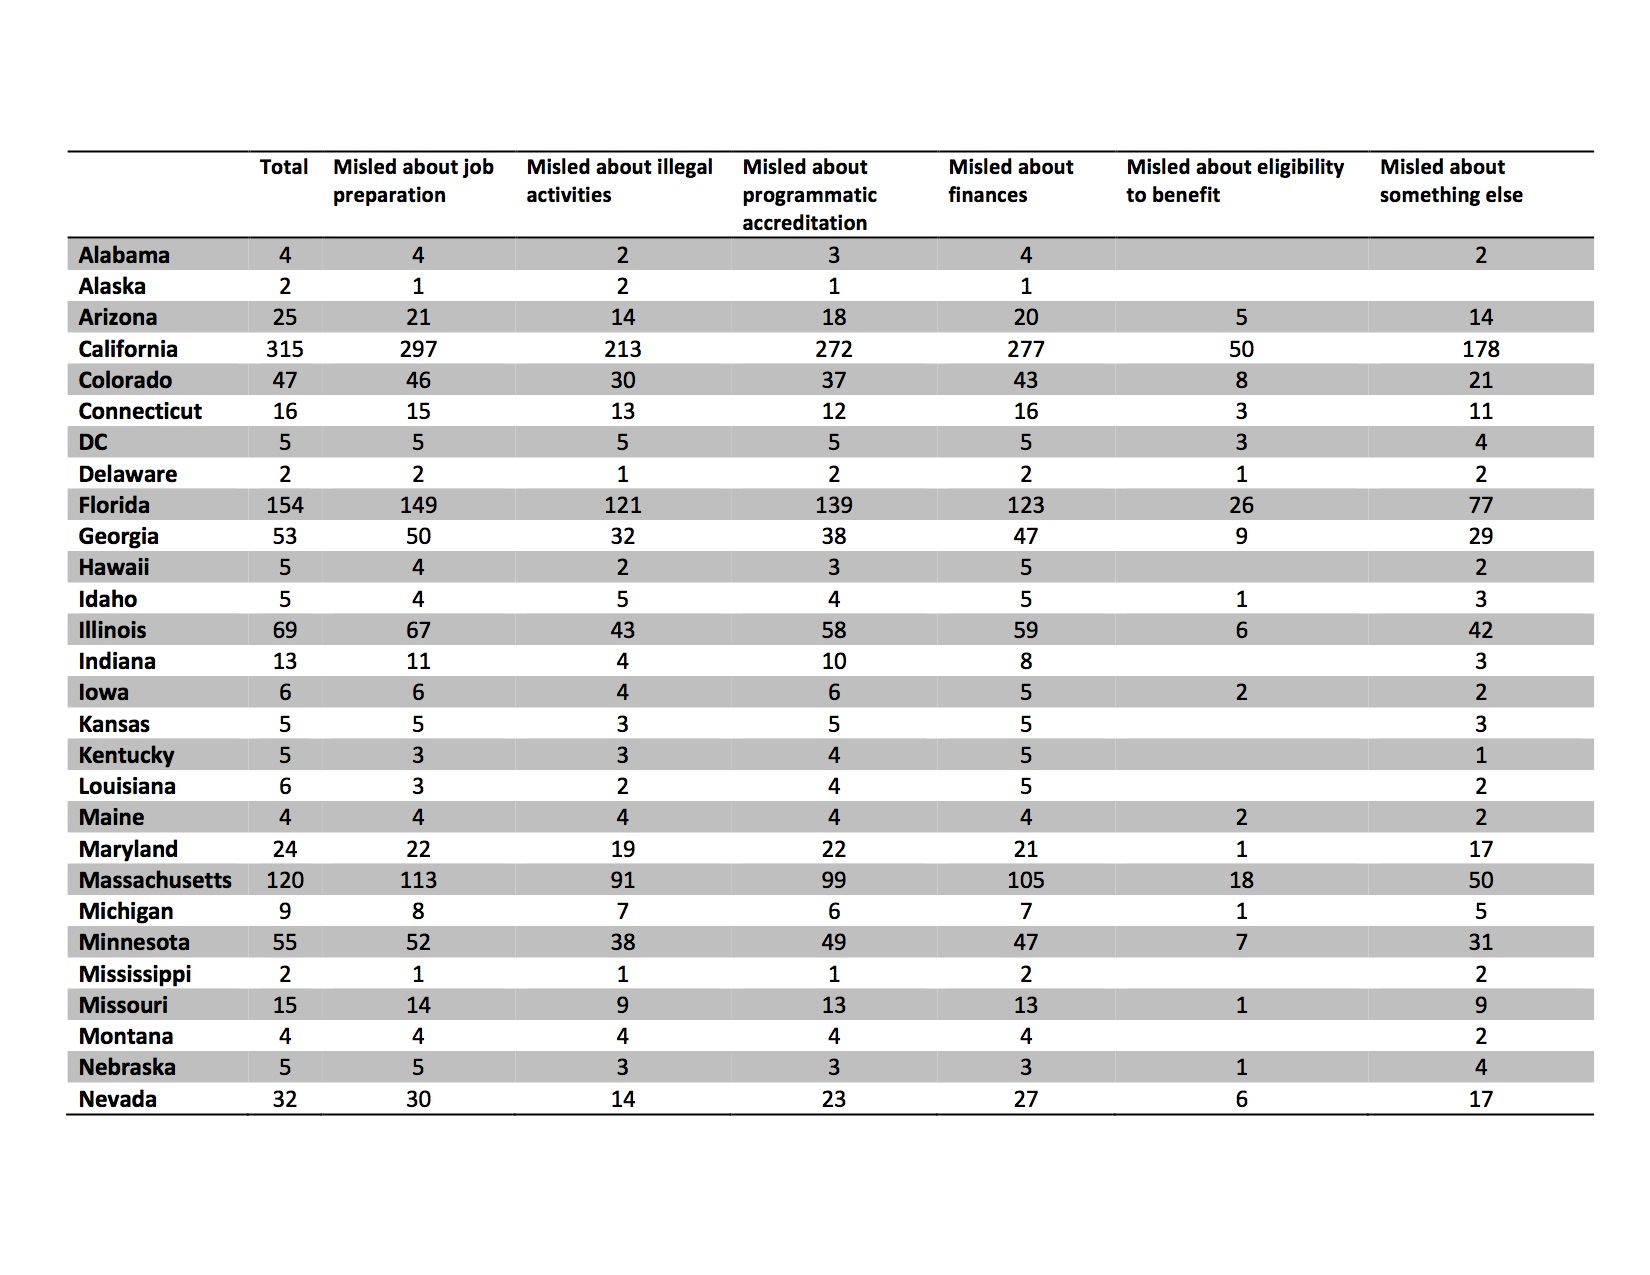 Total Misled about job preparation Misled about illegal activities Misled about programmatic accreditation Misled about finances Misled about eligibility to benefit Misled about something else
Alabama 4 4 2 3 4 2
Alaska 2 1 2 1 1
Arizona 25 21 14 18 20 5 14
California 315 297 213 272 277 50 178
Colorado 47 46 30 37 43 8 21
Connecticut 16 15 13 12 16 3 11
DC 5 5 5 5 5 3 4
Delaware 2 2 1 2 2 1 2
Florida 154 149 121 139 123 26 77
Georgia 53 50 32 38 47 9 29
Hawaii 5 4 2 3 5 2
Idaho 5 4 5 4 5 1 3
Illinois 69 67 43 58 59 6 42
Indiana 13 11 4 10 8 3
Iowa 6 6 4 6 5 2 2
Kansas 5 5 3 5 5 3
Kentucky 5 3 3 4 5 1
Louisiana 6 3 2 4 5 2
Maine 4 4 4 4 4 2 2
Maryland 24 22 19 22 21 1 17
Massachusetts 120 113 91 99 105 18 50
Michigan 9 8 7 6 7 1 5
Minnesota 55 52 38 49 47 7 31
Mississippi 2 1 1 1 2 2
Missouri 15 14 9 13 13 1 9
Montana 4 4 4 4 4 2
Nebraska 5 5 3 3 3 1 4
Nevada 32 30 14 23 27 6 17